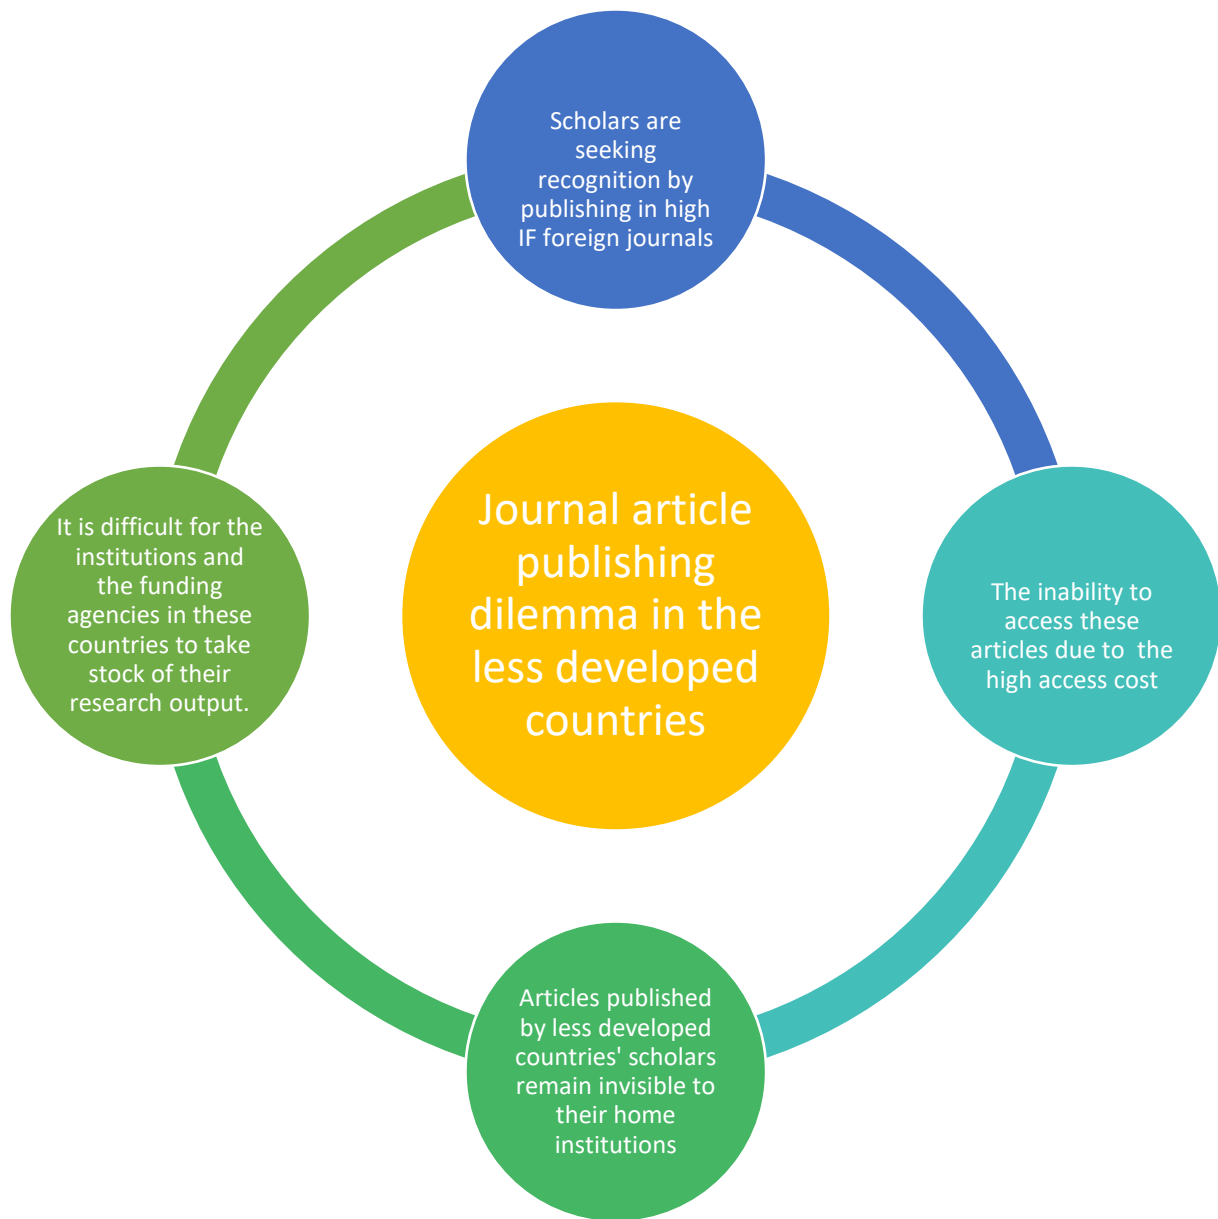 Scholars are
seeking
recognition by
publishing in high
IF foreign journals
Journal article
publishing
dilemma in the
less developed
countries
The inability to
access these
articles due to  the
high access cost
Articles published
by less developed
countries' scholars
remain invisible to
their home
institutions
It is difficult for the
institutions and
the funding
agencies in these
countries to take
stock of their
research output.